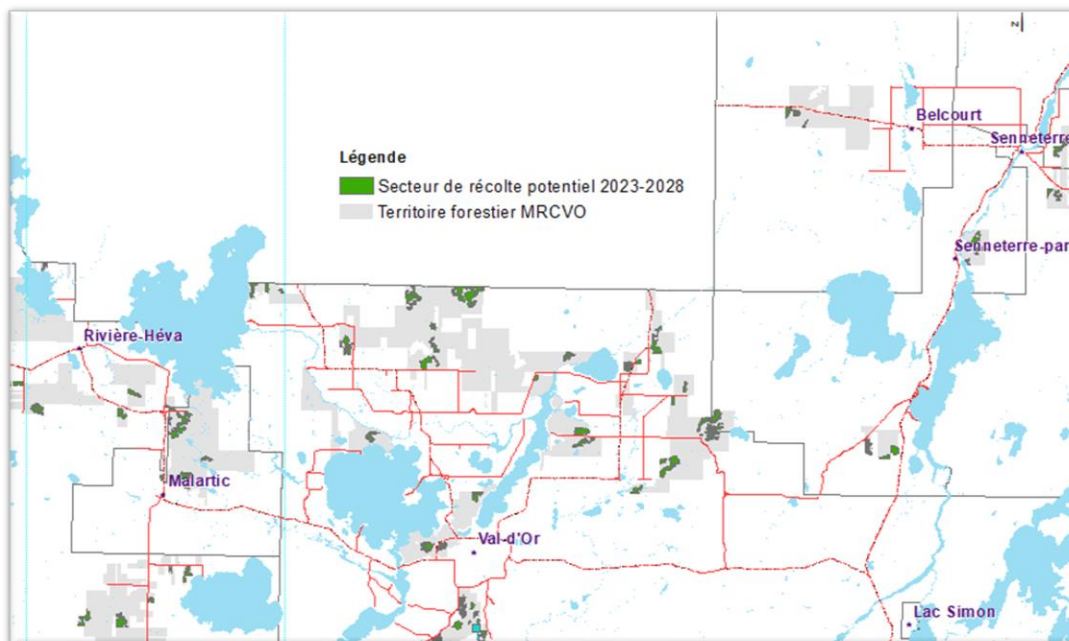 N
Belcourt
Senneterre
Légende
Secteur de récolte potentiel 2023-2028
Territoire forestier MRCVO
Senneterre-par
Rivière-Héva
Malartic
Val-d'Or
Lac Simon